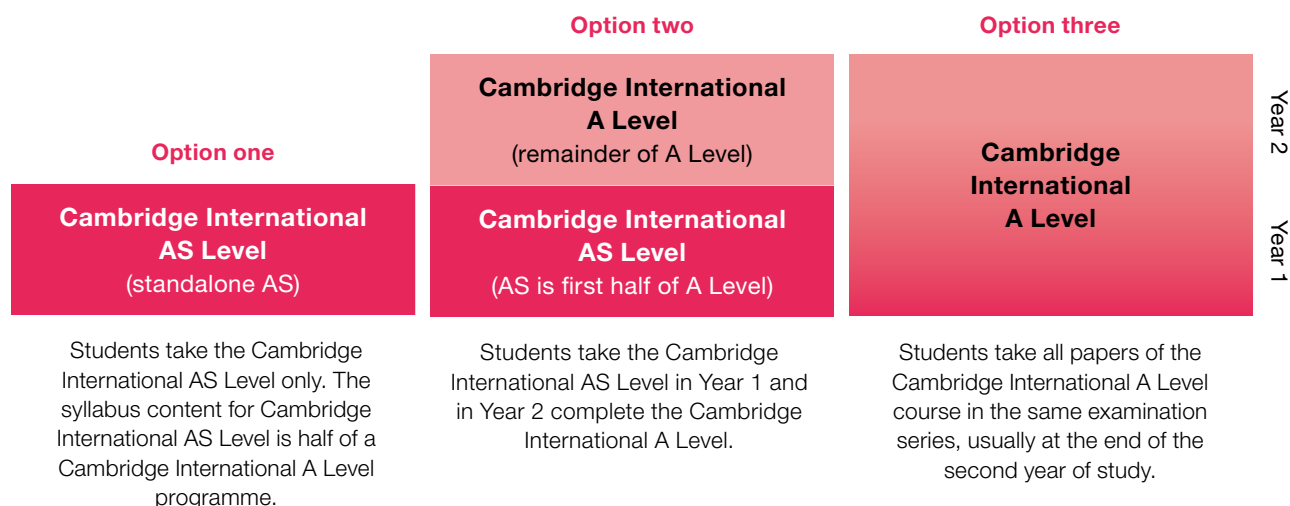 Option one
Cambridge International
AS Level
(standalone AS)
Students take the Cambridge
International AS Level only. The
syllabus content for Cambridge
International AS Level is half of a
Cambridge International A Level
programme.
Option two
Cambridge International
A Level
(remainder of A Level)
Cambridge International
AS Level
(AS is first half of A Level)
Students take the Cambridge
International AS Level in Year 1 and
in Year 2 complete the Cambridge
International A Level.
Option three
Cambridge
International
A Level
Students take all papers of the
Cambridge International A Level
course in the same examination
series, usually at the end of the
second year of study.
Year 2
Year 1